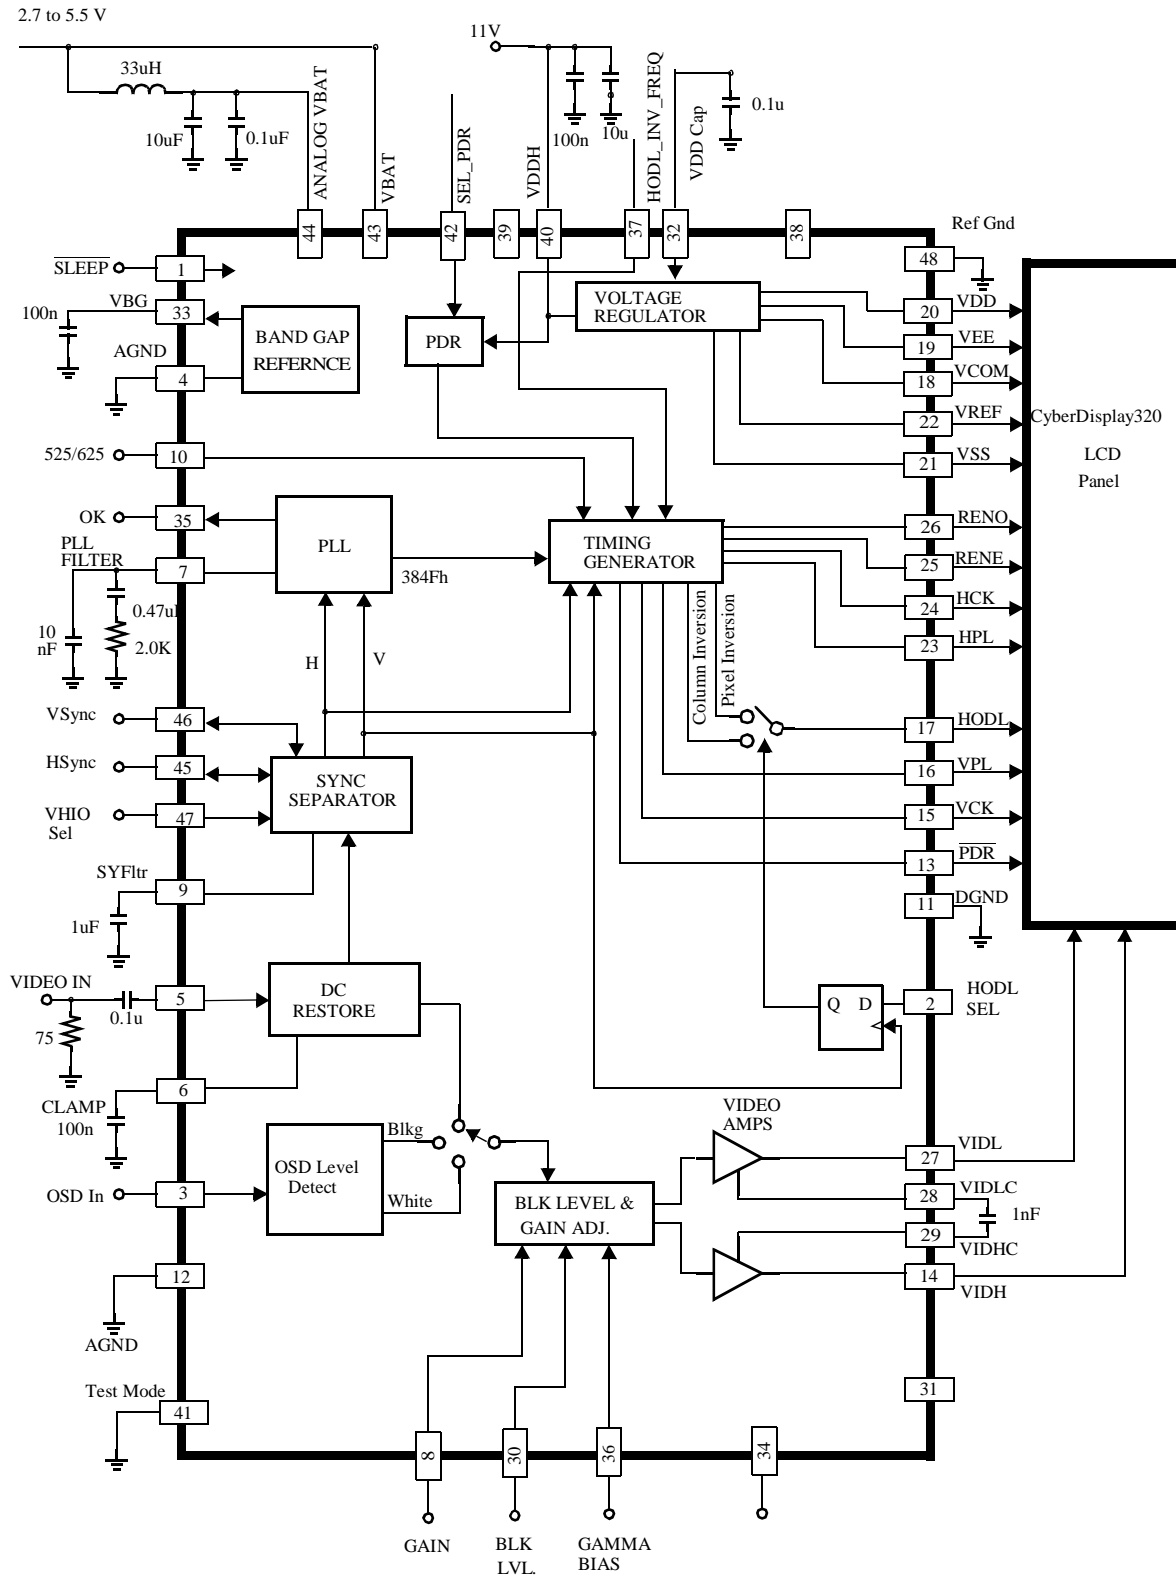 2.7 to 5.5 V
33uH
10uF
0.1uF
ANALOG VBAT
VBAT
SEL_PDR
11V
VDDH
100n
10u
HODL_INV_FREQ
VDD Cap
0.1u
44
43
42
39
40
37
32
38
Ref Gnd
48
SLEEP
1
VBG
33
100n
AGND
4
BAND GAP
REFERNCE
PDR
VOLTAGE
REGULATOR
20
VDD
19
VEE
18
VCOM
22
VREF
21
VSS
CyberDisplay320
LCD
Panel
525/625
10
OK
35
PLL
FILTER
7
0.47u
10
nF
2.0K
PLL
384Fh
TIMING
GENERATOR
26
RENO
25
RENE
24
HCK
23
HPL
Column Inversion
Pixel Inversion
H
V
VSync
46
HSync
45
VHIO
Sel
47
SYNC
SEPARATOR
17
HODL
16
VPL
15
VCK
13
PDR
11
DGND
SYFltr
9
1uF
VIDEO IN
5
0.1u
75
DC
RESTORE
Q D
2
HODL
SEL
6
CLAMP
100n
OSD In
3
OSD Level
Detect
Blkg
White
BLK LEVEL &
GAIN ADJ.
VIDEO
AMPS
27
VIDL
28
VIDLC
1nF
29
VIDHC
14
VIDH
12
AGND
Test Mode
41
31
8
30
36
34
GAIN
BLK
LVL.
GAMMA
BIAS